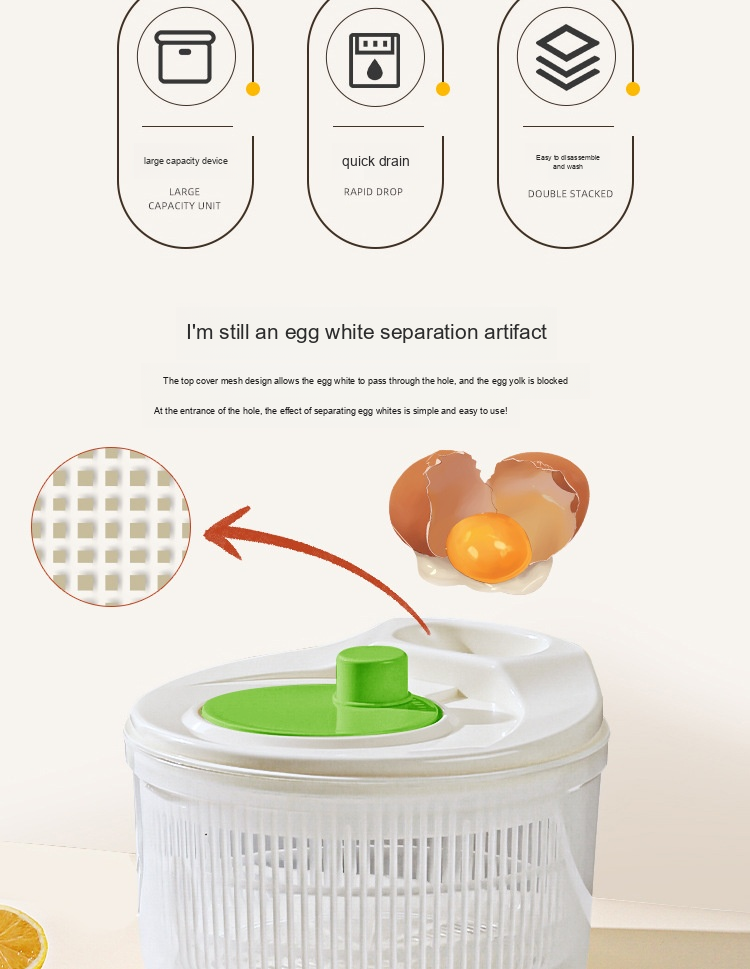 large capacity device
LARGE
CAPACITY UNIT
quick drain
RAPID DROP
Easy to disassemble
and wash
DOUBLE STACKED
I'm still an egg white separation artifact
The top cover mesh design allows the egg white to pass through the hole, and the egg yolk is blocked
At the entrance of the hole, the effect of separating egg whites is simple and easy to use!